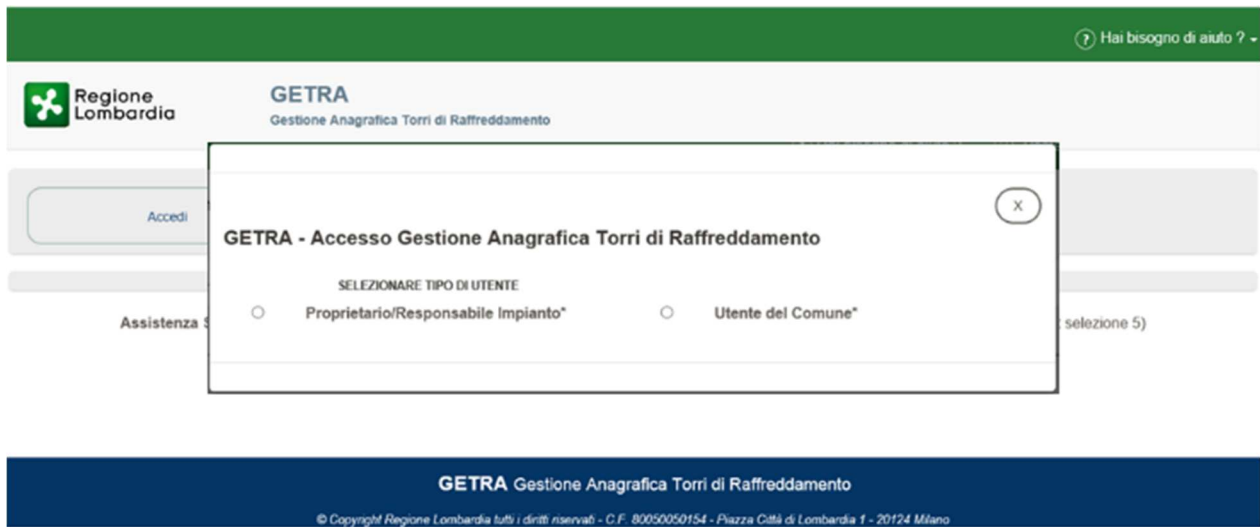 ? Hai bisogno di aiuto ?
Regione
Lombardia
GETRA
Gestione Anagrafica Torri di Raffreddamento
X
Accedi
GETRA - Accesso Gestione Anagrafica Torri di Raffreddamento
SELEZIONARE TIPO DI UTENTE
Proprietario/Responsabile Impianto* Utente del Comune*
Assistenza selezione 5)
GETRA Gestione Anagrafica Torri di Raffreddamento
© Copyright Regione Lombardia tutti i diritti riservati - C.F. 80050050154 - Piazza Città di Lombardia 1 - 20124 Milano